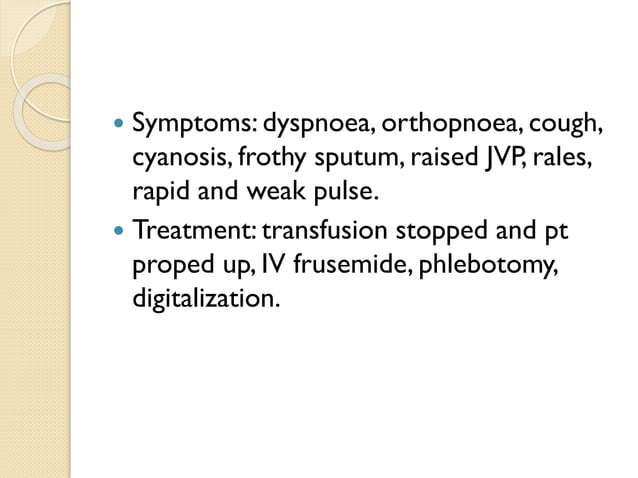 • Symptoms: dyspnoea, orthopnoea, cough,
cyanosis, frothy sputum, raised JVP, rales,
rapid and weak pulse.
• Treatment: transfusion stopped and pt
proped up, IV frusemide, phlebotomy,
digitalization.